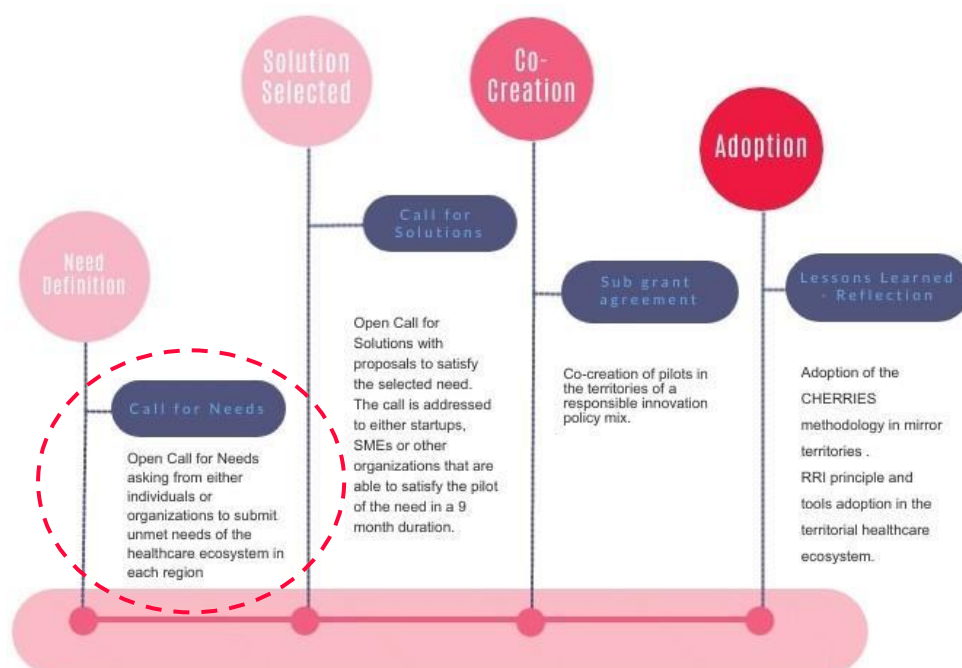 Need
Definition
Call for Needs
Open Call for Needs
asking from either
individuals or
organizations to submit
unmet needs of the
healthcare ecosystem in
each region
Solution
Selected
Call for
Solutions
Open Call for
Solutions with
proposals to satisfy
the selected need.
The call is addressed
to either startups,
SMEs or other
organizations that are
able to satisfy the pilot
of the need in a 9
month duration.
Co-
Creation
Sub grant
agreement
Co-creation of pilots in
the territories of a
responsible innovation
policy mix.
Adoption
Lessons Learned
- Reflection
Adoption of the
CHERRIES
methodology in mirror
territories .
RRI principle and
tools adoption in the
territorial healthcare
ecosystem.